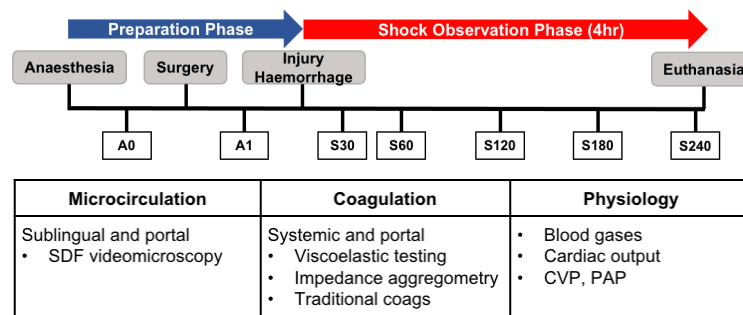 Preparation Phase
Shock Observation Phase (4hr)
Anaesthesia
Surgery
Injury
Haemorrhage
Euthanasia
A0
A1
S30
S60
S120
S180
S240
Microcirculation
Coagulation
Physiology
Sublingual and portal
• SDF videomicroscopy
Systemic and portal
• Viscoelastic testing
• Impedance aggregometry
• Traditional coags
• Blood gases
• Cardiac output
• CVP, PAP